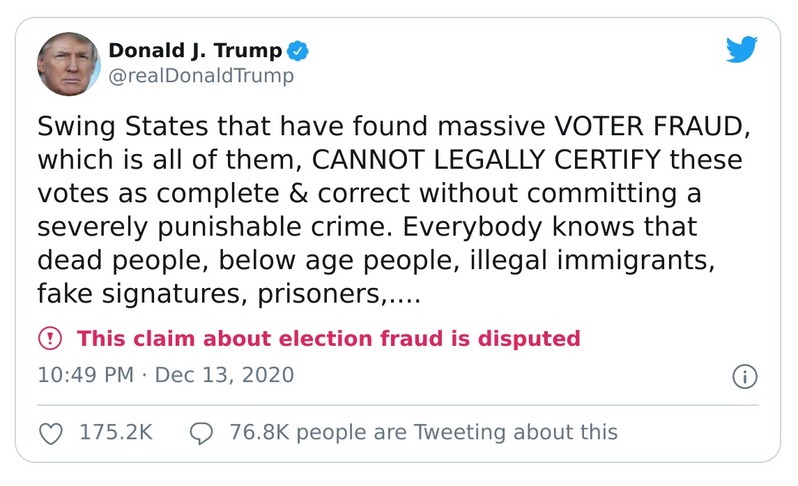 Donald J. Trump
@realDonaldTrump
Swing States that have found massive VOTER FRAUD,
which is all of them, CANNOT LEGALLY CERTIFY these
votes as complete & correct without committing a
severely punishable crime. Everybody knows that
dead people, below age people, illegal immigrants,
fake signatures, prisoners,....
This claim about election fraud is disputed
10:49 PM · Dec 13, 2020
175.2K 76.8K people are Tweeting about this